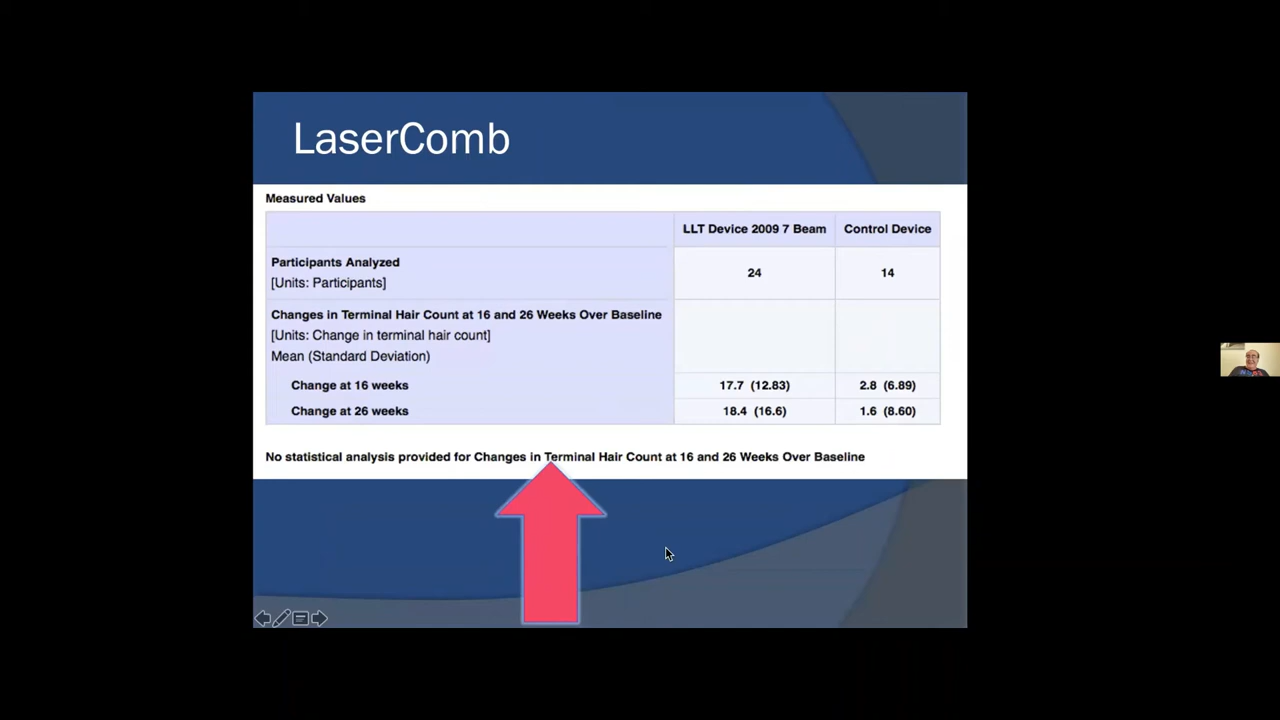 LaserComb
Measured Values
LLT Device 2009 7 Beam Control Device
Participants Analyzed
[Units: Participants]
24 14
Changes in Terminal Hair Count at 16 and 26 Weeks Over Baseline
[Units: Change in terminal hair count]
Mean (Standard Deviation)
Change at 16 weeks 17.7 (12.83) 2.8 (6.89)
Change at 26 weeks 18.4 (16.6) 1.6 (8.60)
No statistical analysis provided for Changes in Terminal Hair Count at 16 and 26 Weeks Over Baseline